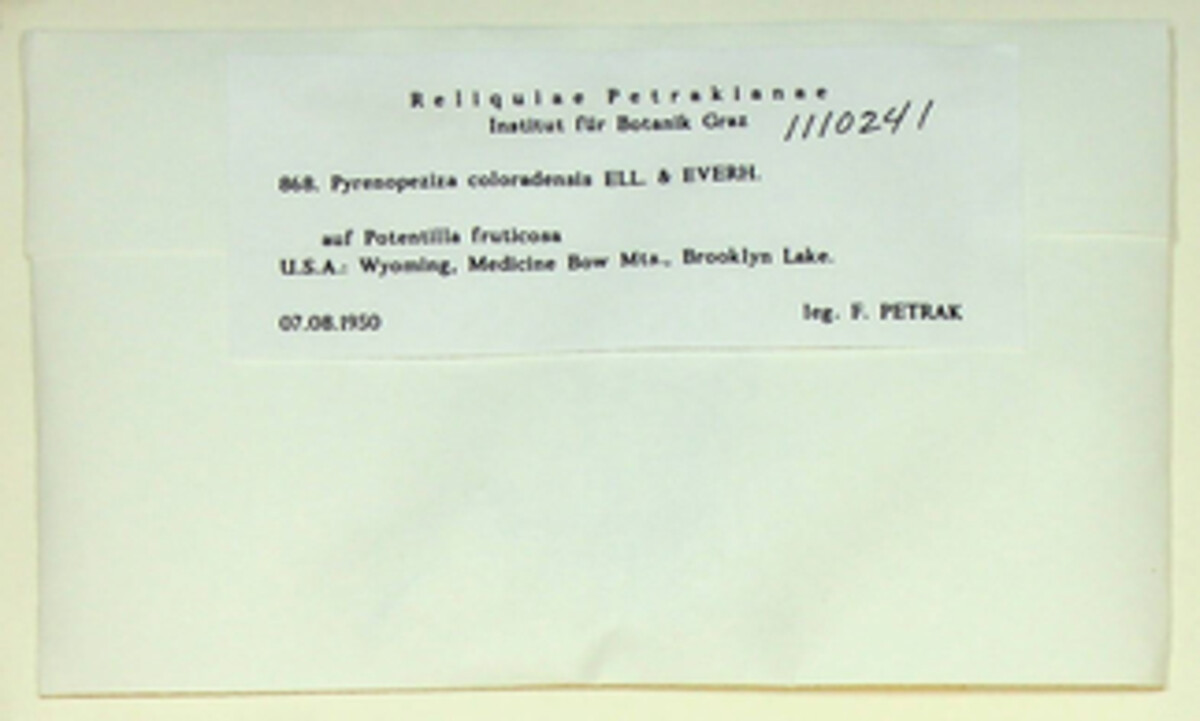 Reliquiae Petrakianae
Institut für Botanik Graz 1110241
868. Pyrenopeziza coloradensis ELL. & EVERH.
auf Potentilla fruticosa
U.S.A.: Wyoming, Medicine Bow Mts., Brooklyn Lake.
07.08.1950 leg. F. PETRAK